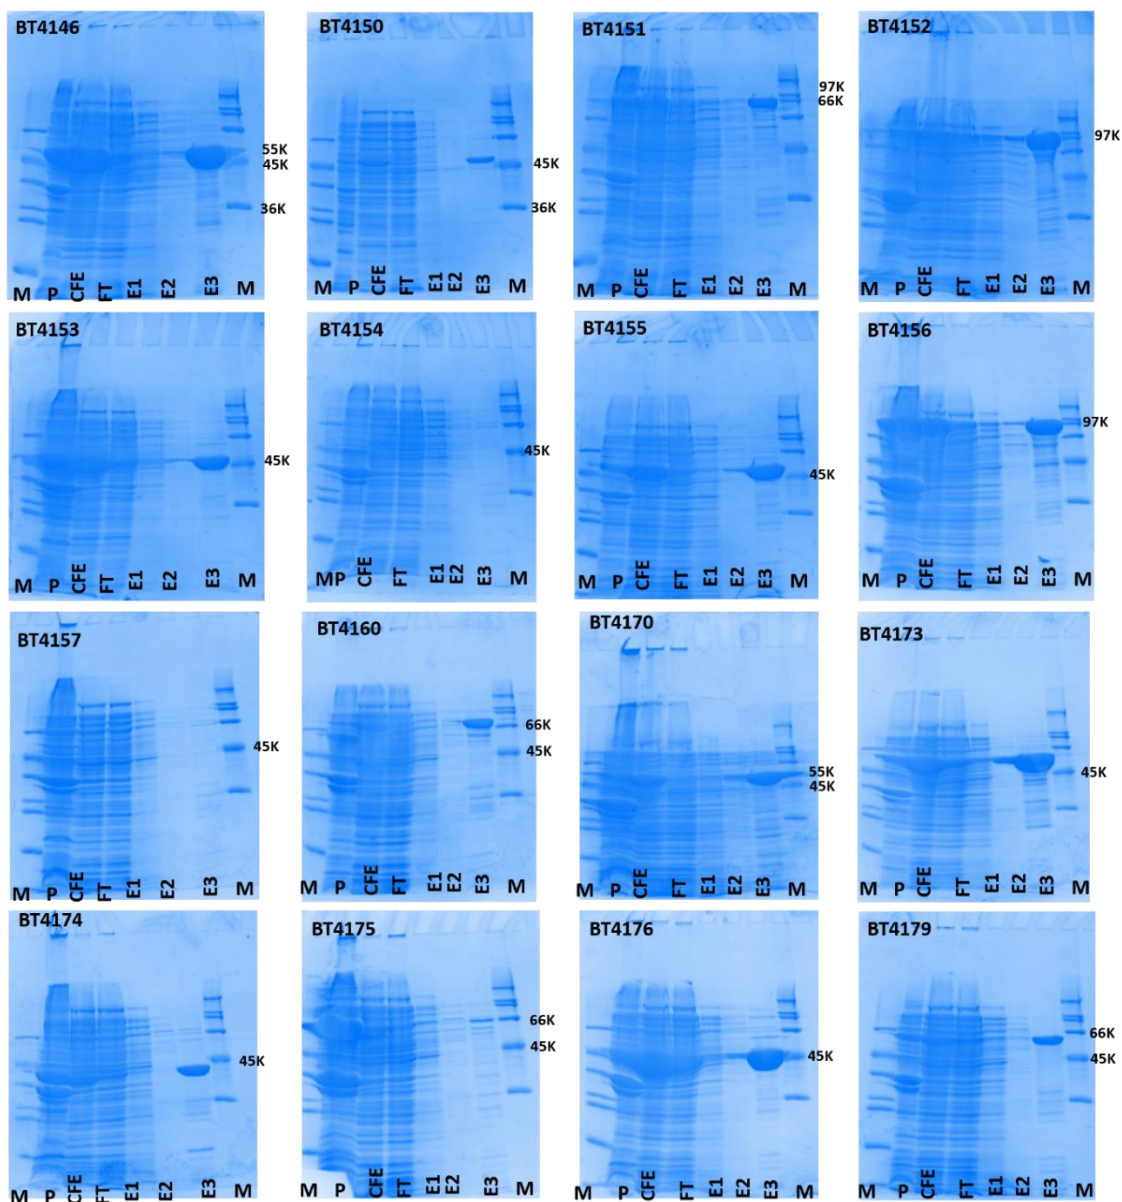 BT4146
55K
45K
36K
M P CFE FT E1 E2 E3 M
BT4150
45K
36K
M P CFE FT E1 E2 E3 M
BT4151
97K
66K
M P CFE FT E1 E2 E3 M
BT4152
97K
M P CFE FT E1 E2 E3 M
BT4153
45K
M P CFE FT E1 E2 E3 M
BT4154
45K
M P CFE FT E1 E2 E3 M
BT4155
45K
M P CFE FT E1 E2 E3 M
BT4156
97K
M P CFE FT E1 E2 E3 M
BT4157
45K
M P CFE FT E1 E2 E3 M
BT4160
66K
45K
M P CFE FT E1 E2 E3 M
BT4170
55K
45K
M P CFE FT E1 E2 E3 M
BT4173
45K
M P CFE FT E1 E2 E3 M
BT4174
45K
M P CFE FT E1 E2 E3 M
BT4175
66K
45K
M P CFE FT E1 E2 E3 M
BT4176
45K
M P CFE FT E1 E2 E3 M
BT4179
66K
45K
M P CFE FT E1 E2 E3 M